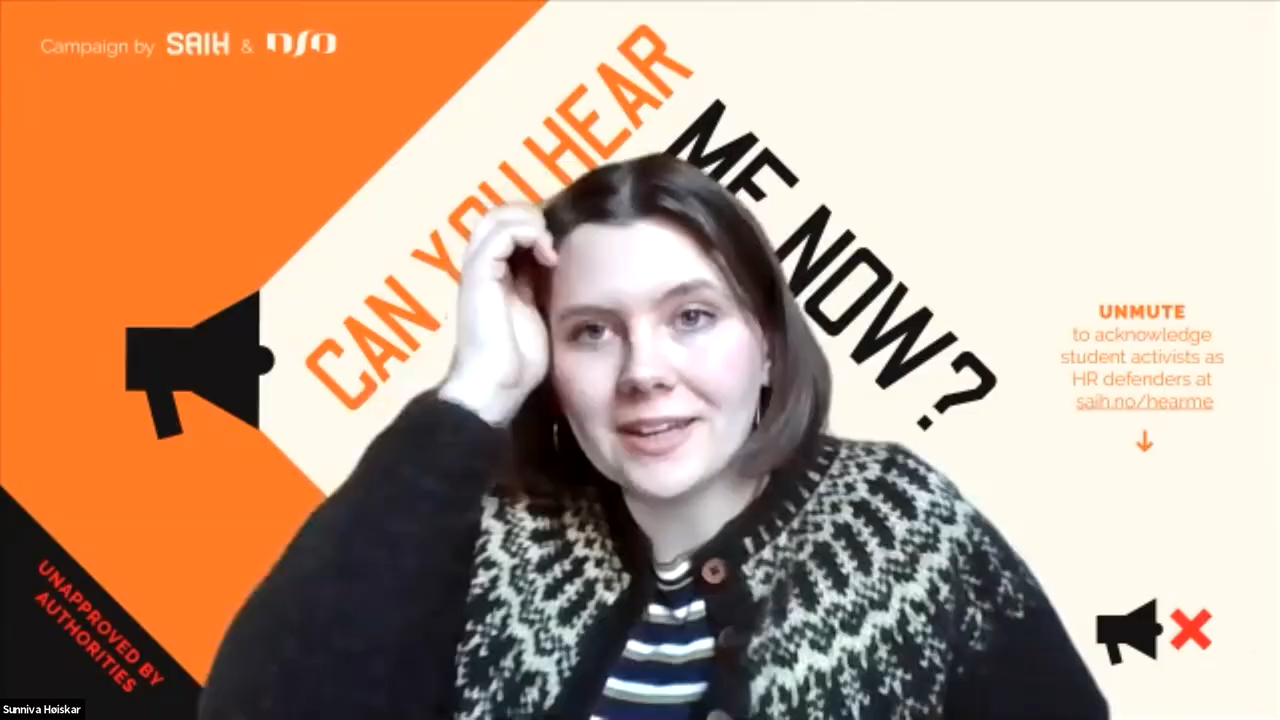 Campaign by SAIH & NSO
CAN YOU HEAR
ME NOW?
UNMUTE
to acknowledge
student activists as
HR defenders at
saih.no/hearme
UNAPPROVED BY
AUTHORITIES
Sunniva Høiskar